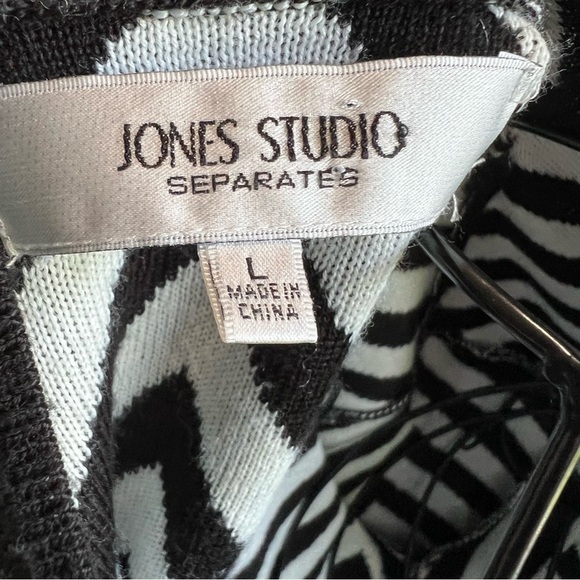 JONES STUDIO
SEPARATES
L
MADE IN
CHINA